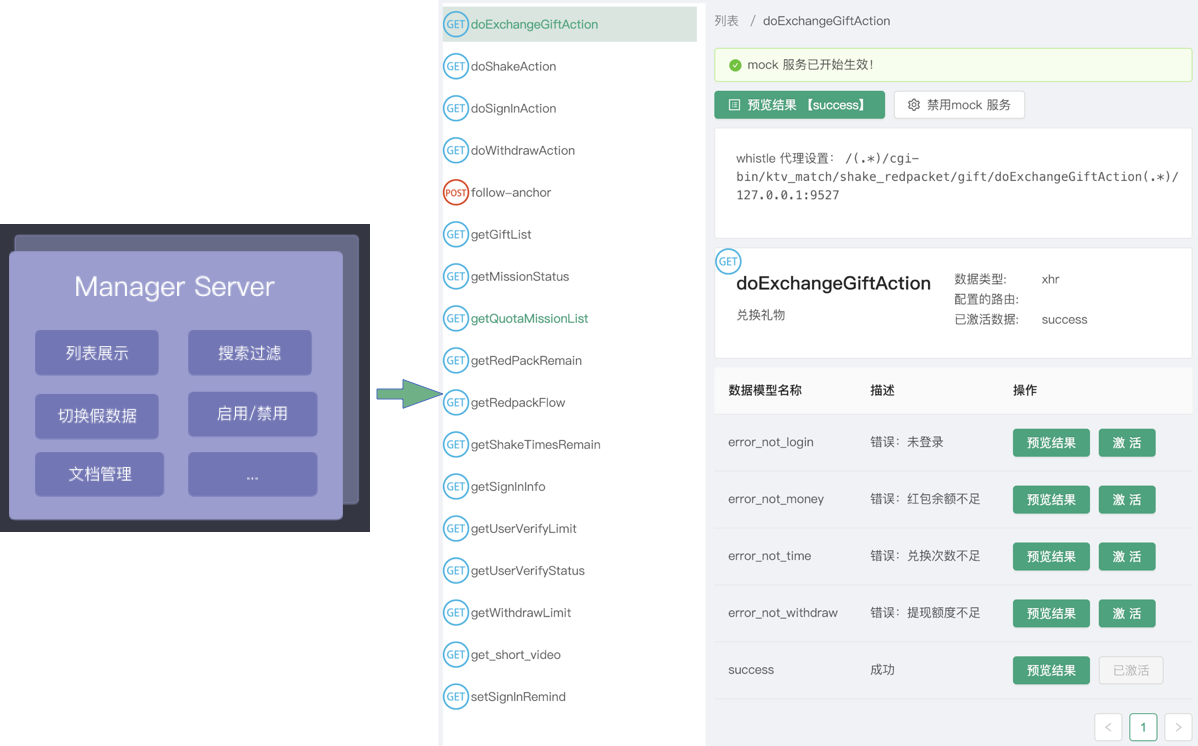 Manager Server
列表展示
搜索过滤
切换假数据
启用/禁用
文档管理
...
GET doExchangeGiftAction
GET doShakeAction
GET doSignInAction
GET doWithdrawAction
POST follow-anchor
GET getGiftList
GET getMissionStatus
GET getQuotaMissionList
GET getRedPackRemain
GET getRedpackFlow
GET getShakeTimesRemain
GET getSignInInfo
GET getUserVerifyLimit
GET getUserVerifyStatus
GET getWithdrawLimit
GET get_short_video
GET setSignInRemind
列表 / doExchangeGiftAction
mock 服务已开始生效！
预览结果 【success】
禁用mock 服务
whistle 代理设置： /(.*)/cgi-
bin/ktv_match/shake_redpacket/gift/doExchangeGiftAction(.*)/
127.0.0.1:9527
GET
doExchangeGiftAction
兑换礼物
数据类型: xhr
配置的路由:
已激活数据: success
数据模型名称 描述 操作
error_not_login 错误：未登录 预览结果 激 活
error_not_money 错误：红包余额不足 预览结果 激 活
error_not_time 错误：兑换次数不足 预览结果 激 活
error_not_withdraw 错误：提现额度不足 预览结果 激 活
success 成功 预览结果 已激活
< 1 >